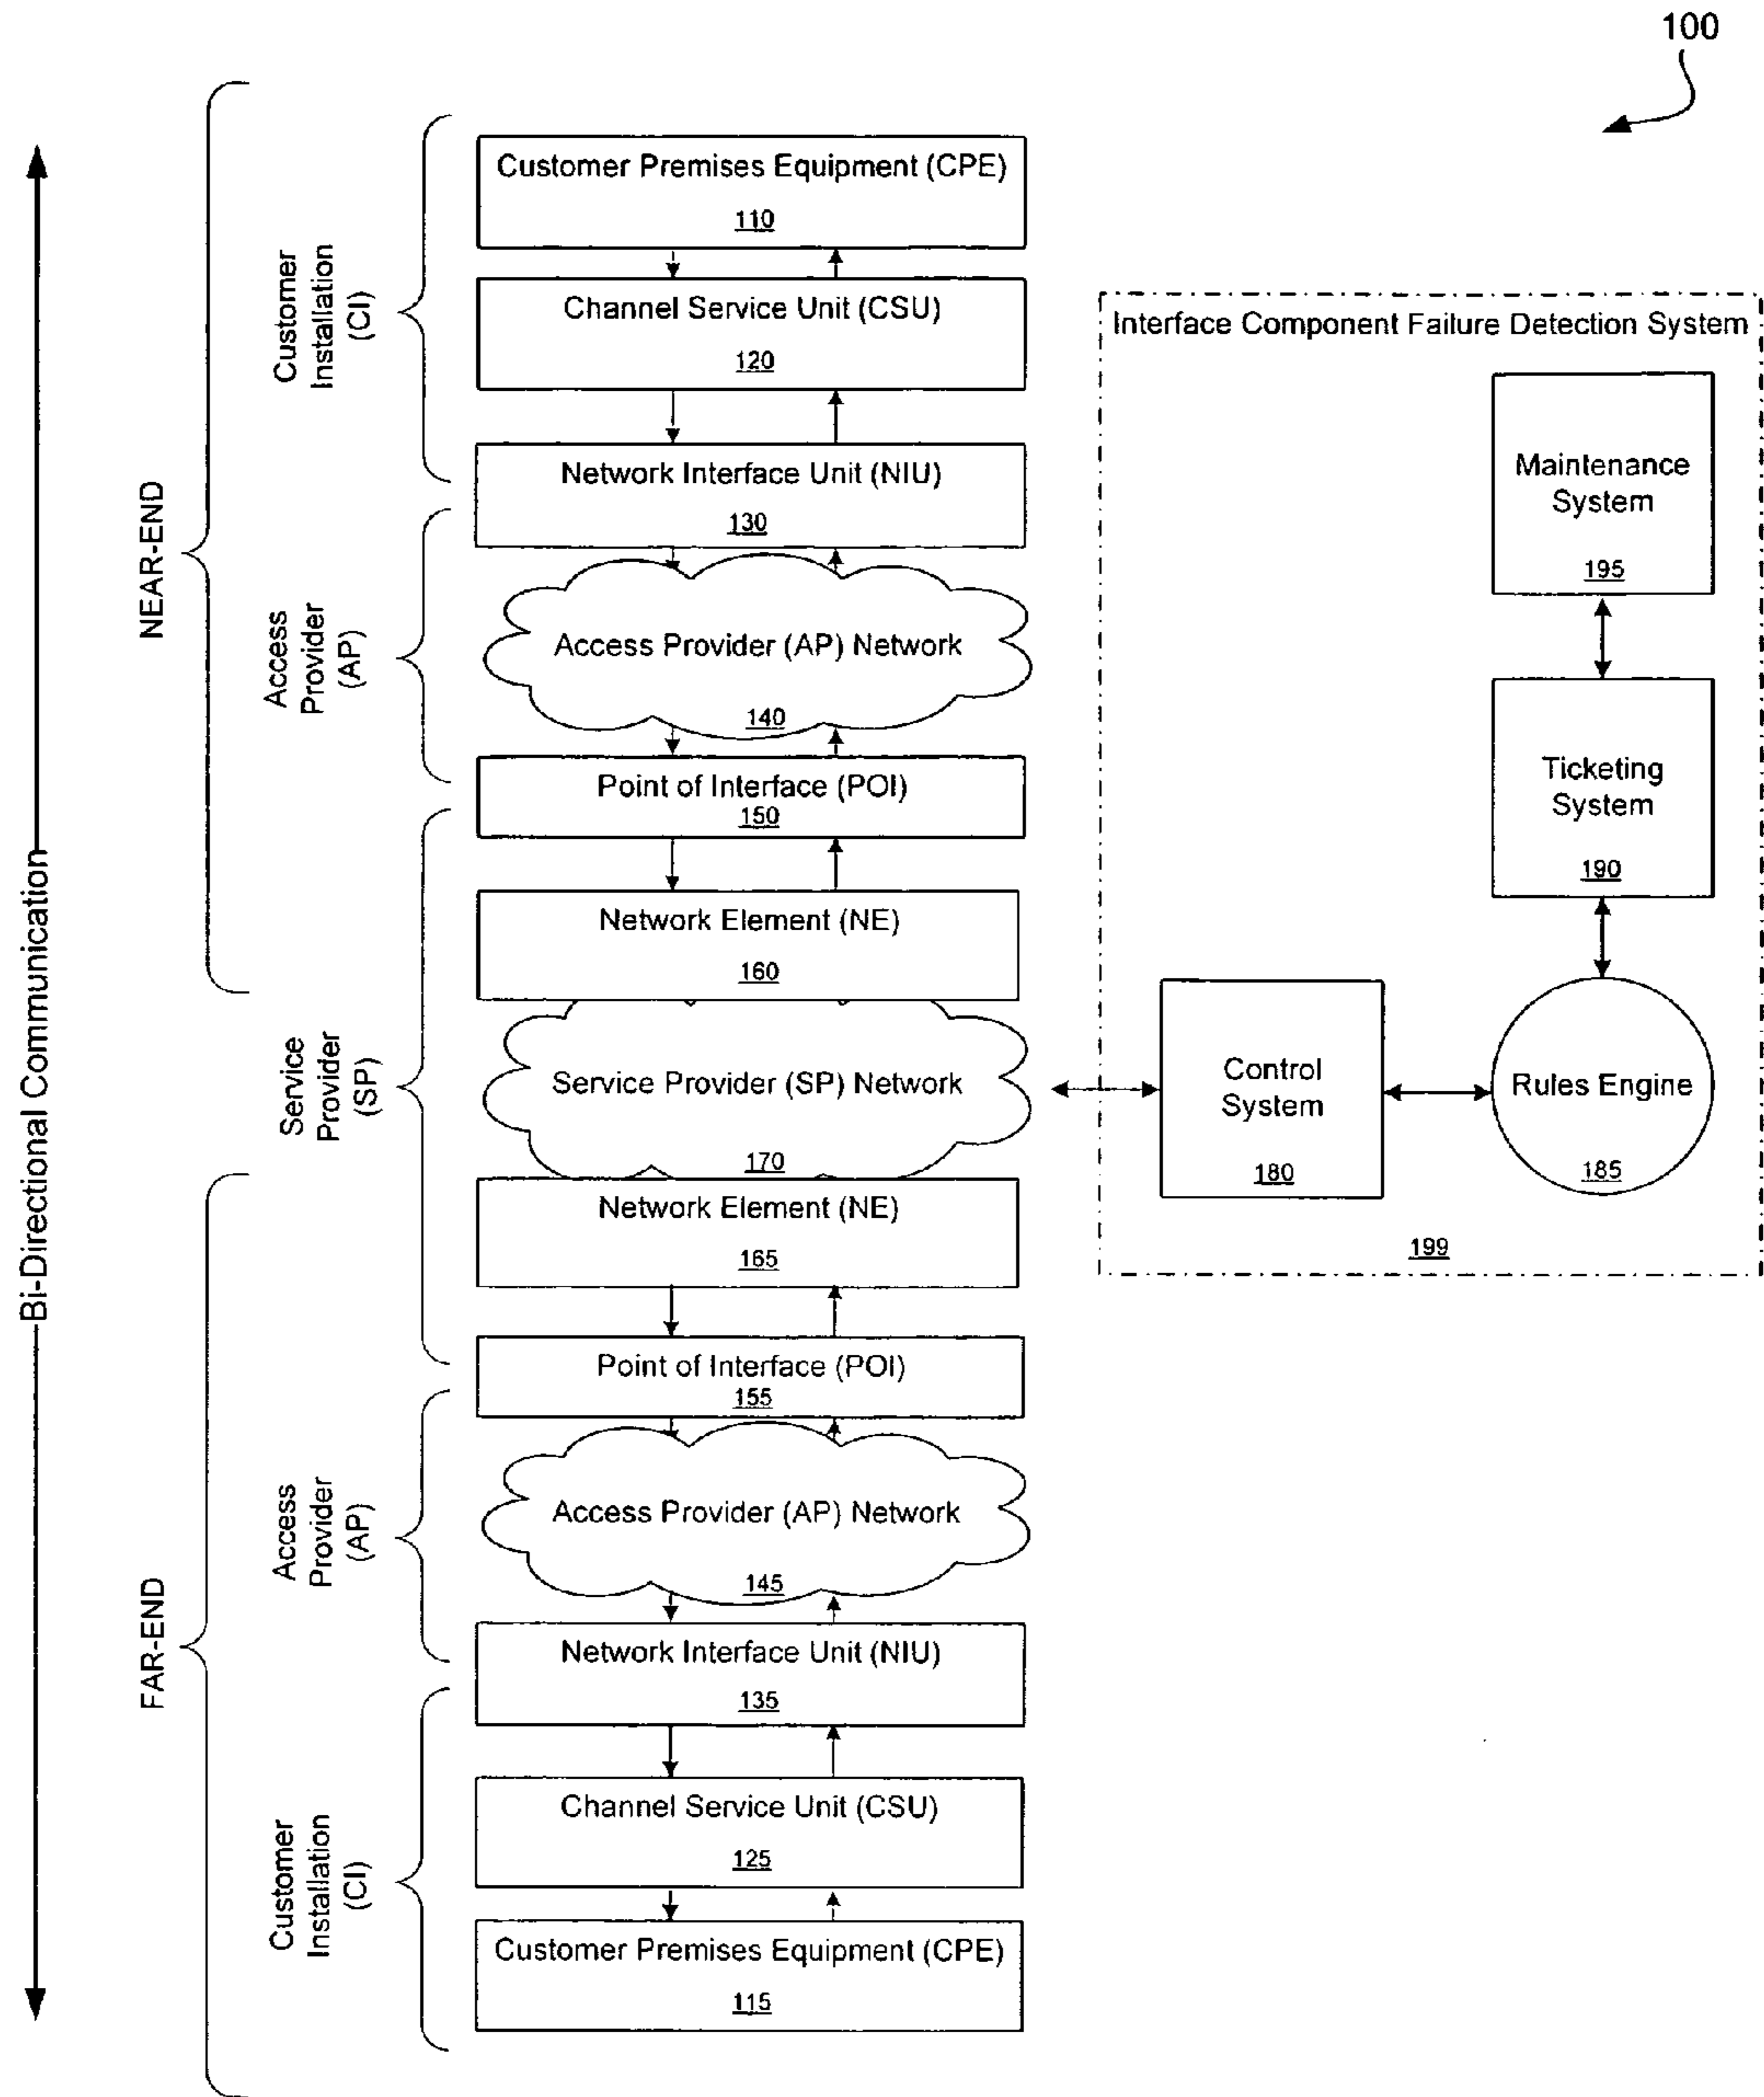 100
Bi-Directional Communication
NEAR-END
FAR-END
Customer
Installation
(CI)
Access
Provider
(AP)
Service
Provider
(SP)
Access
Provider
(AP)
Customer
Installation
(CI)
Customer Premises Equipment (CPE)
110
Channel Service Unit (CSU)
120
Network Interface Unit (NIU)
130
Access Provider (AP) Network
140
Point of Interface (POI)
150
Network Element (NE)
160
Service Provider (SP) Network
170
Network Element (NE)
165
Point of Interface (POI)
155
Access Provider (AP) Network
145
Network Interface Unit (NIU)
135
Channel Service Unit (CSU)
125
Customer Premises Equipment (CPE)
115
Interface Component Failure Detection System
Maintenance
System
195
Ticketing
System
190
Control
System
180
Rules Engine
185
199